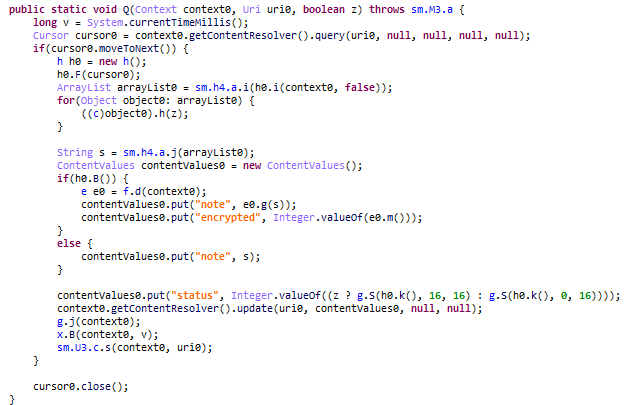 public static void Q(Context context0, Uri uri0, boolean z) throws sm.M3.a {
    long v = System.currentTimeMillis();
    Cursor cursor0 = context0.getContentResolver().query(uri0, null, null, null, null);
    if(cursor0.moveToNext()) {
        h h0 = new h();
        h0.F(cursor0);
        ArrayList arrayList0 = sm.h4.a.i(h0.i(context0, false));
        for(Object object0: arrayList0) {
            ((c)object0).h(z);
        }

        String s = sm.h4.a.j(arrayList0);
        ContentValues contentValues0 = new ContentValues();
        if(h0.B()) {
            e e0 = f.d(context0);
            contentValues0.put("note", e0.g(s));
            contentValues0.put("encrypted", Integer.valueOf(e0.m()));
        }
        else {
            contentValues0.put("note", s);
        }

        contentValues0.put("status", Integer.valueOf((z ? g.S(h0.k(), 16, 16) : g.S(h0.k(), 0, 16))));
        context0.getContentResolver().update(uri0, contentValues0, null, null);
        g.j(context0);
        x.B(context0, v);
        sm.U3.c.s(context0, uri0);
    }

    cursor0.close();
}